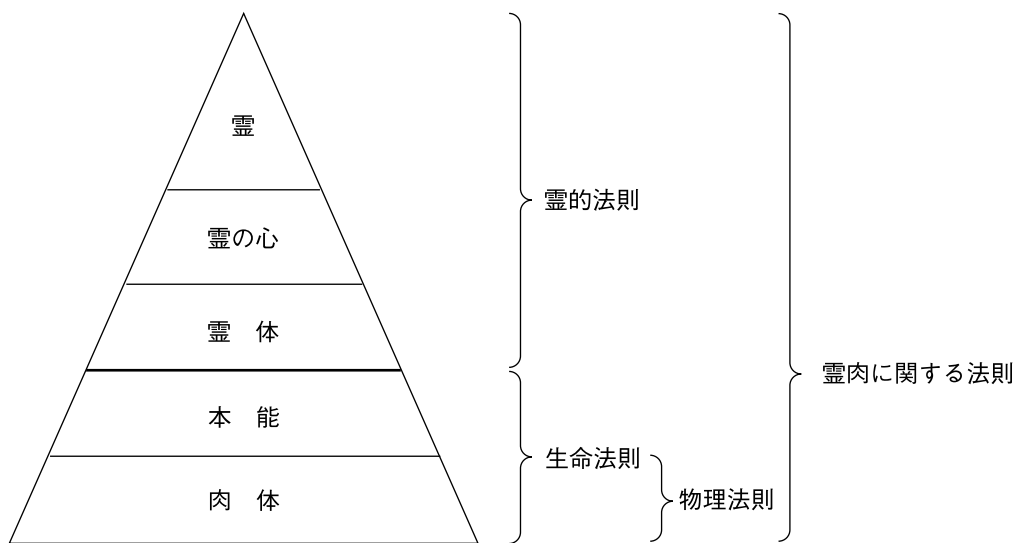 霊
霊の心
霊　体
本　能
肉　体
霊的法則
生命法則
物理法則
霊肉に関する法則